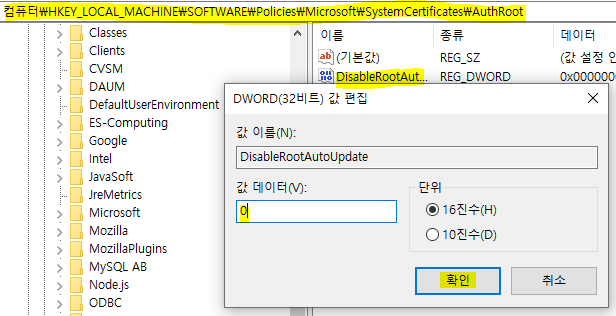 컴퓨터\HKEY_LOCAL_MACHINE\SOFTWARE\Policies\Microsoft\SystemCertificates\AuthRoot
Classes
Clients
CVSM
DAUM
DefaultUserEnvironment
ES-Computing
Google
Intel
JavaSoft
JreMetrics
Microsoft
Mozilla
MozillaPlugins
MySQL AB
Node.js
ODBC
이름 종류 데이터
ab (기본값) REG_SZ (값 설정 안
DisableRootAut... REG_DWORD 0x0000000
DWORD(32비트) 값 편집
값 이름(N):
DisableRootAutoUpdate
값 데이터(V):
0
단위
16진수(H)
10진수(D)
확인
취소